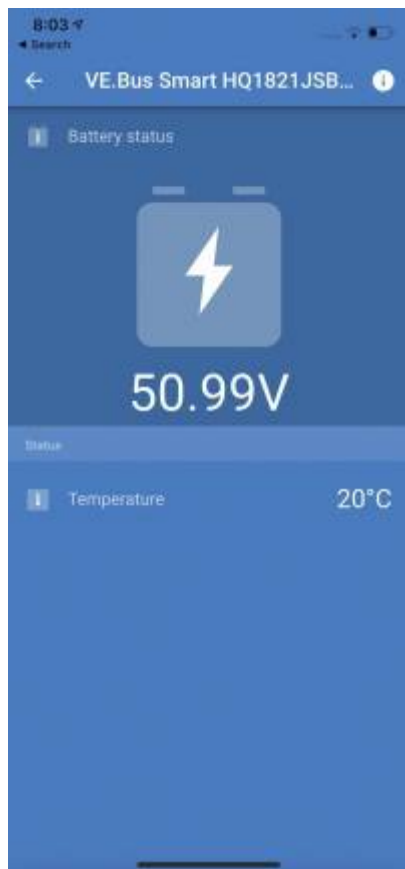 8:03
Search
VE.Bus Smart HQ1821JSB...
Battery status
50.99V
Status
Temperature
20°C